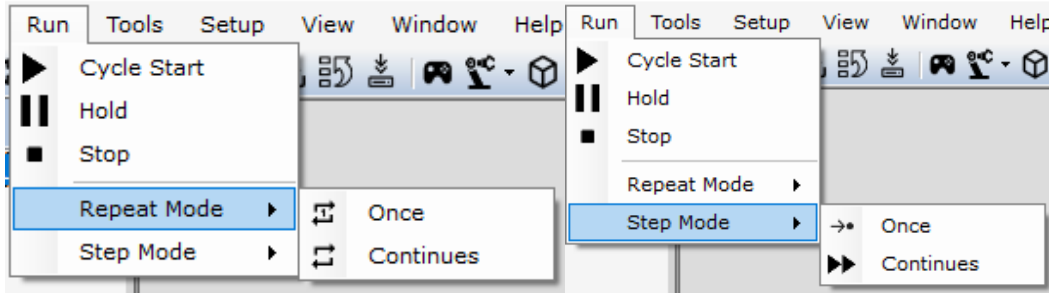 Run Tools Setup View Window Help
Cycle Start
Hold
Stop
Repeat Mode
Once
Step Mode
Continues
Run Tools Setup View Window Help
Cycle Start
Hold
Stop
Repeat Mode
Step Mode
Once
Continues